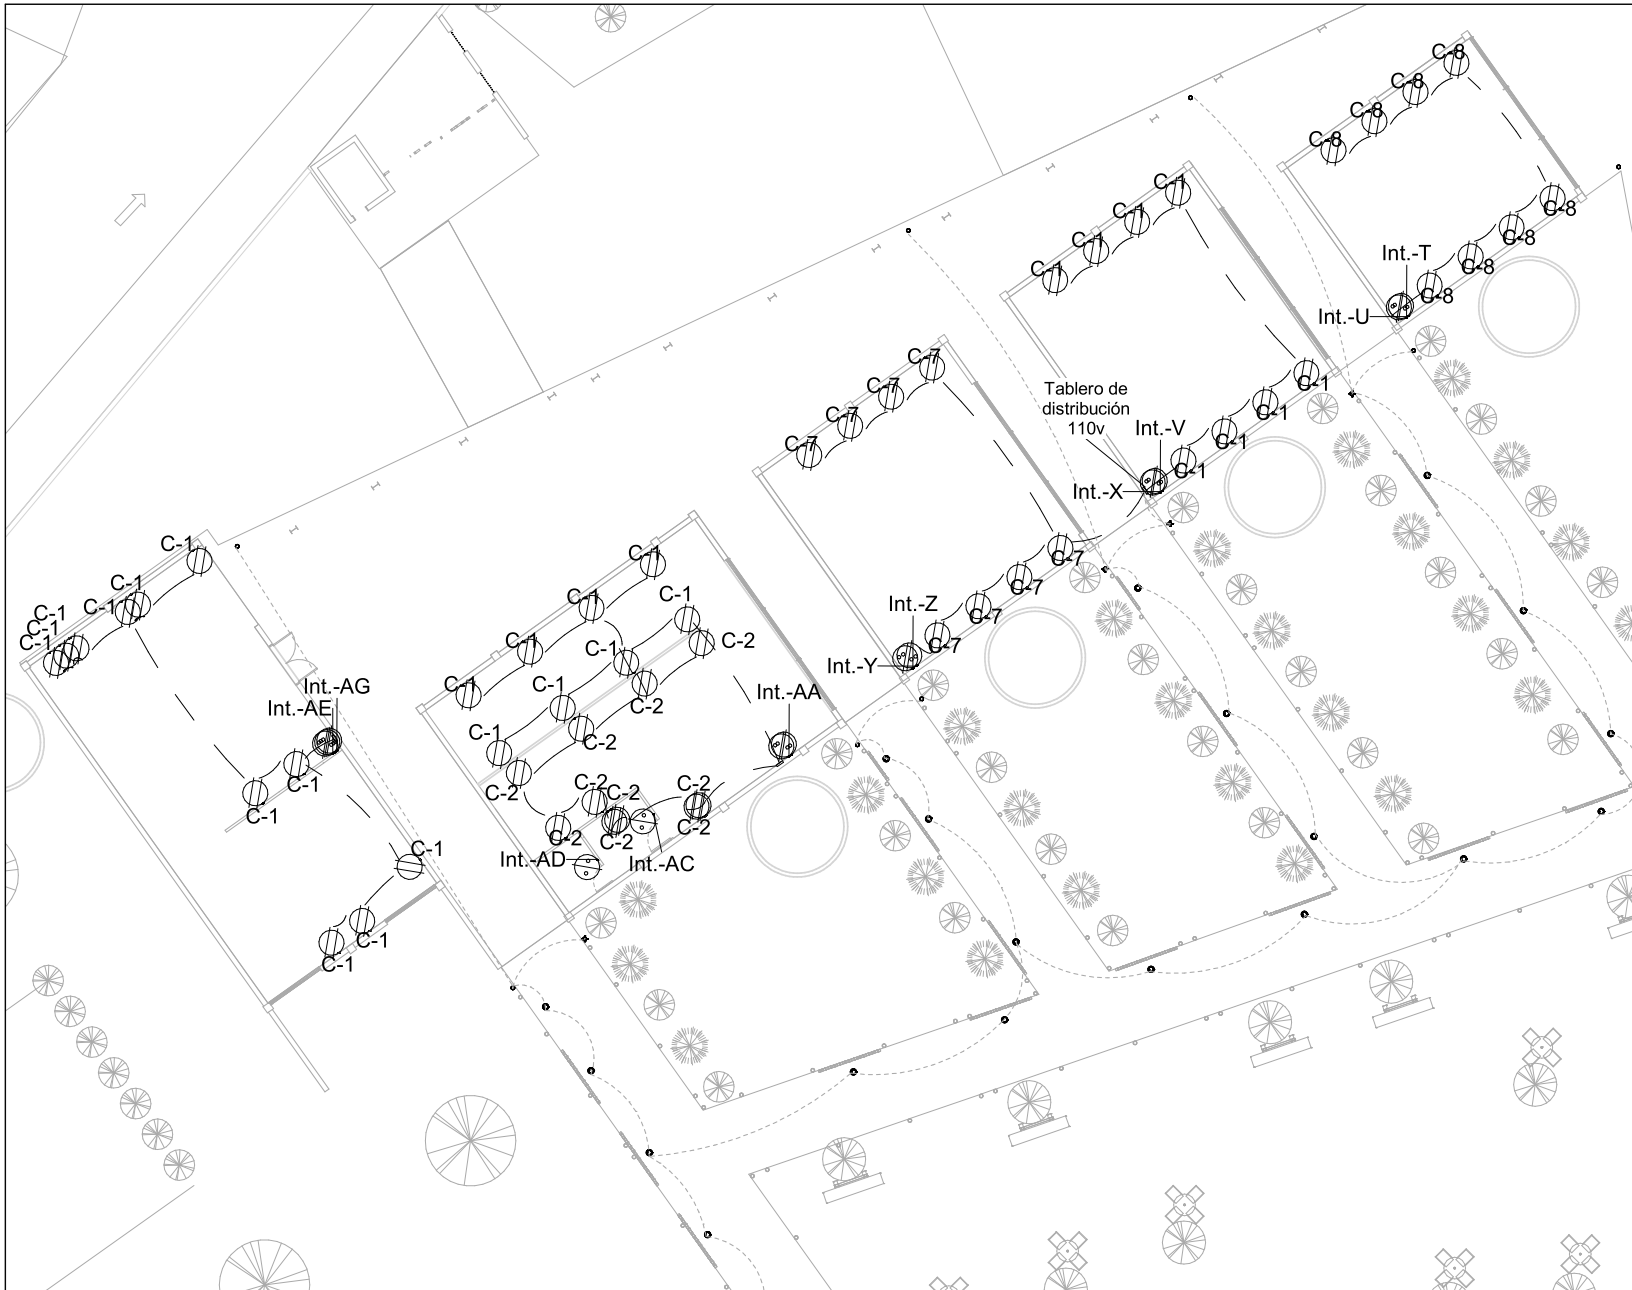 C-8
C-8
C-8
C-8
C-8
C-8
C-8
C-8
Int.-T
Int.-U
C-1
C-1
C-1
C-1
C-1
C-1
C-1
C-1
Tablero de
distribución
110v
Int.-V
Int.-X
C-7
C-7
C-7
C-7
C-7
C-7
C-7
C-7
Int.-Z
Int.-Y
C-1
C-1
C-1
C-1
C-1
C-1
C-1
C-1
C-2
C-2
C-2
C-2
Int.-AA
C-2
C-2
C-2
C-2
C-2
C-2
Int.-AD
Int.-AC
C-1
C-1
C-1
C-1
C-1
C-1
Int.-AG
Int.-AE
C-1
C-1
C-1
C-1
C-1